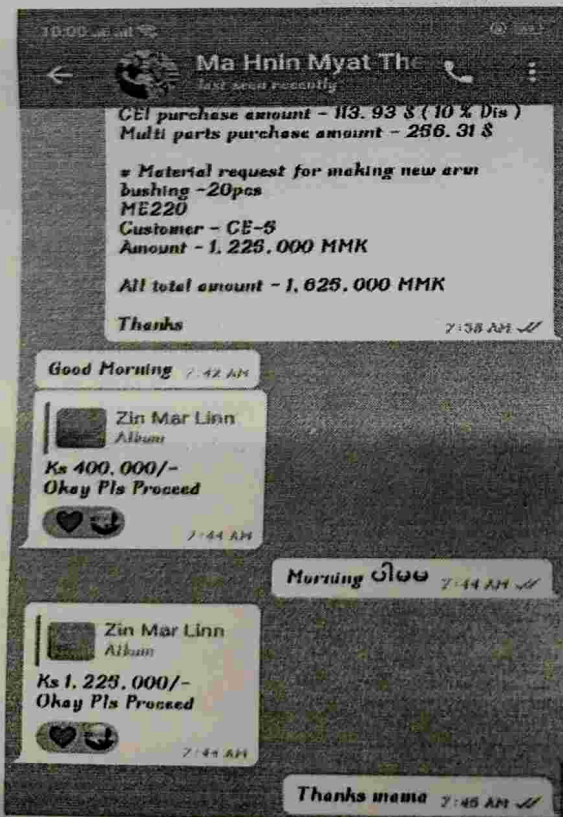 10:00
Ma Hnin Myat The
last seen recently
CEI purchase amount - 113.93 $ (10 % Dis)
Multi parts purchase amount - 256.31 $
* Material request for making new arm
bushing -20pcs
ME220
Customer - CE-5
Amount - 1,225,000 MMK
All total amount - 1,625,000 MMK
Thanks
7:38 AM
Good Morning 7:42 AM
Zin Mar Linn
Album
Ks 400,000/-
Okay Pls Proceed
7:44 AM
Morning ပါမမ 7:44 AM
Zin Mar Linn
Album
Ks 1,225,000/-
Okay Pls Proceed
7:44 AM
Thanks mama 7:45 AM